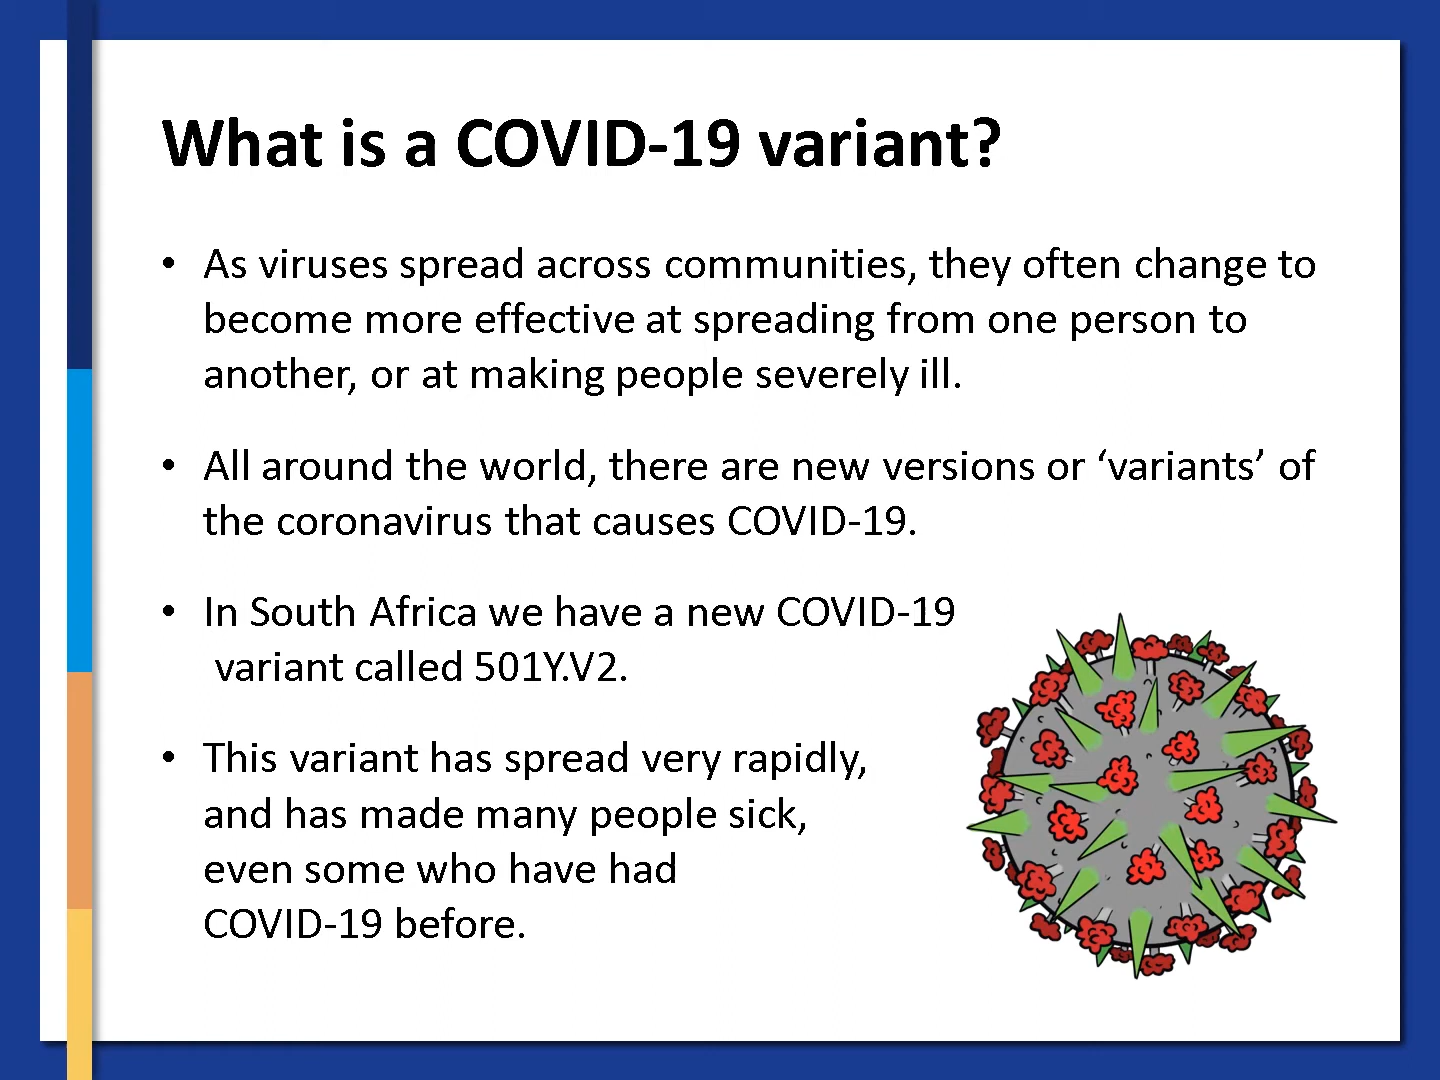 What is a COVID-19 variant?
• As viruses spread across communities, they often change to
become more effective at spreading from one person to
another, or at making people severely ill.
• All around the world, there are new versions or ‘variants’ of
the coronavirus that causes COVID-19.
• In South Africa we have a new COVID-19
variant called 501Y.V2.
• This variant has spread very rapidly,
and has made many people sick,
even some who have had
COVID-19 before.